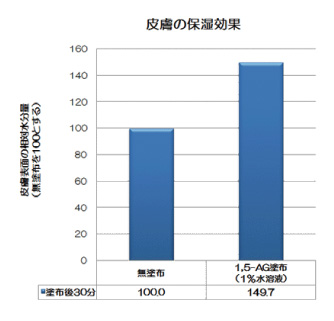 皮膚の保湿効果
皮膚表面の相対水分量
（無塗布を100とする）
160
140
120
100
80
60
40
20
0
無塗布
1,5-AG塗布
（1％水溶液）
塗布後30分 100.0 149.7